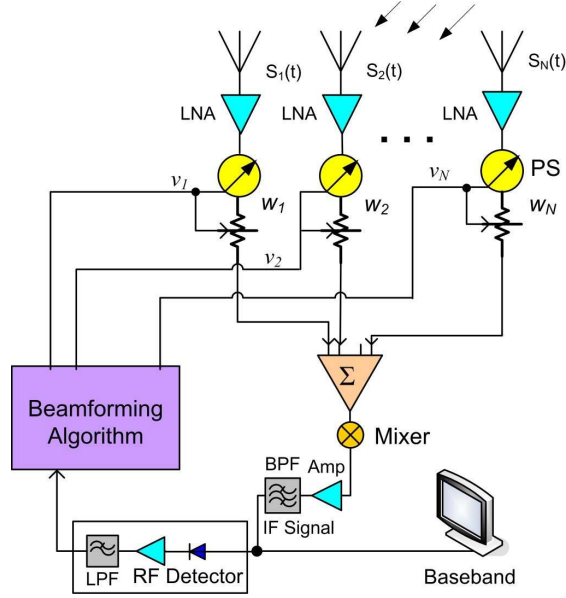 S1(t)
S2(t)
SN(t)
LNA
LNA
LNA
PS
v1
w1
w2
vN
wN
v2
Σ
Beamforming
Algorithm
Mixer
BPF
Amp
IF Signal
LPF
RF Detector
Baseband